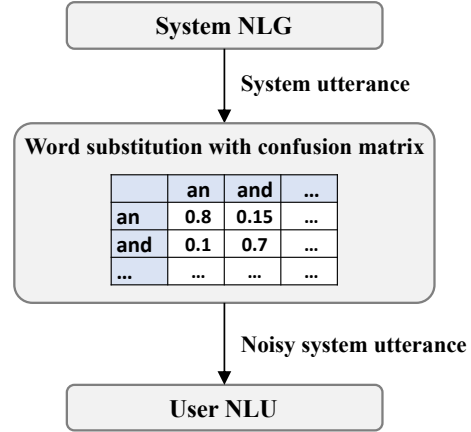 System NLG
System utterance
Word substitution with confusion matrix
an and ...
an 0.8 0.15 ...
and 0.1 0.7 ...
... ... ... ...
Noisy system utterance
User NLU